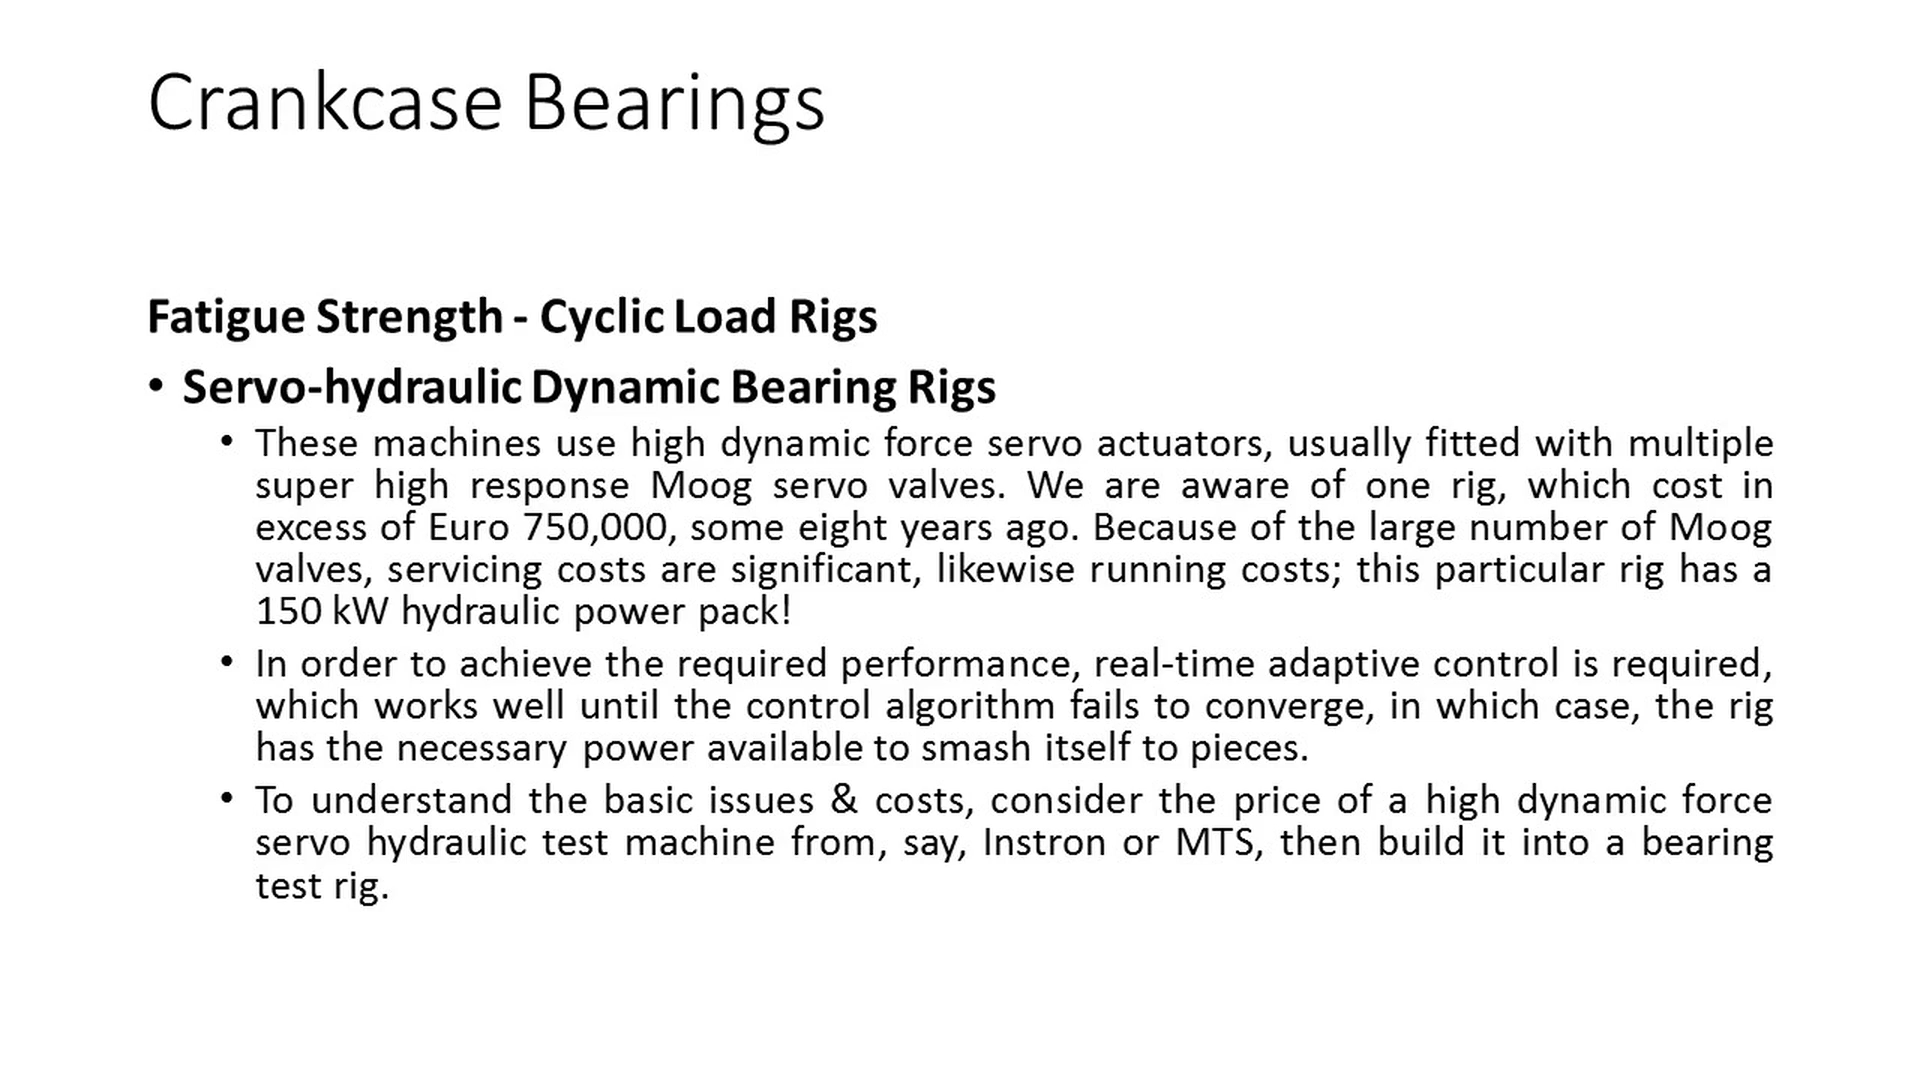 Crankcase Bearings
Fatigue Strength - Cyclic Load Rigs
• Servo-hydraulic Dynamic Bearing Rigs
• These machines use high dynamic force servo actuators, usually fitted with multiple
super high response Moog servo valves. We are aware of one rig, which cost in
excess of Euro 750,000, some eight years ago. Because of the large number of Moog
valves, servicing costs are significant, likewise running costs; this particular rig has a
150 kW hydraulic power pack!
• In order to achieve the required performance, real-time adaptive control is required,
which works well until the control algorithm fails to converge, in which case, the rig
has the necessary power available to smash itself to pieces.
• To understand the basic issues & costs, consider the price of a high dynamic force
servo hydraulic test machine from, say, Instron or MTS, then build it into a bearing
test rig.